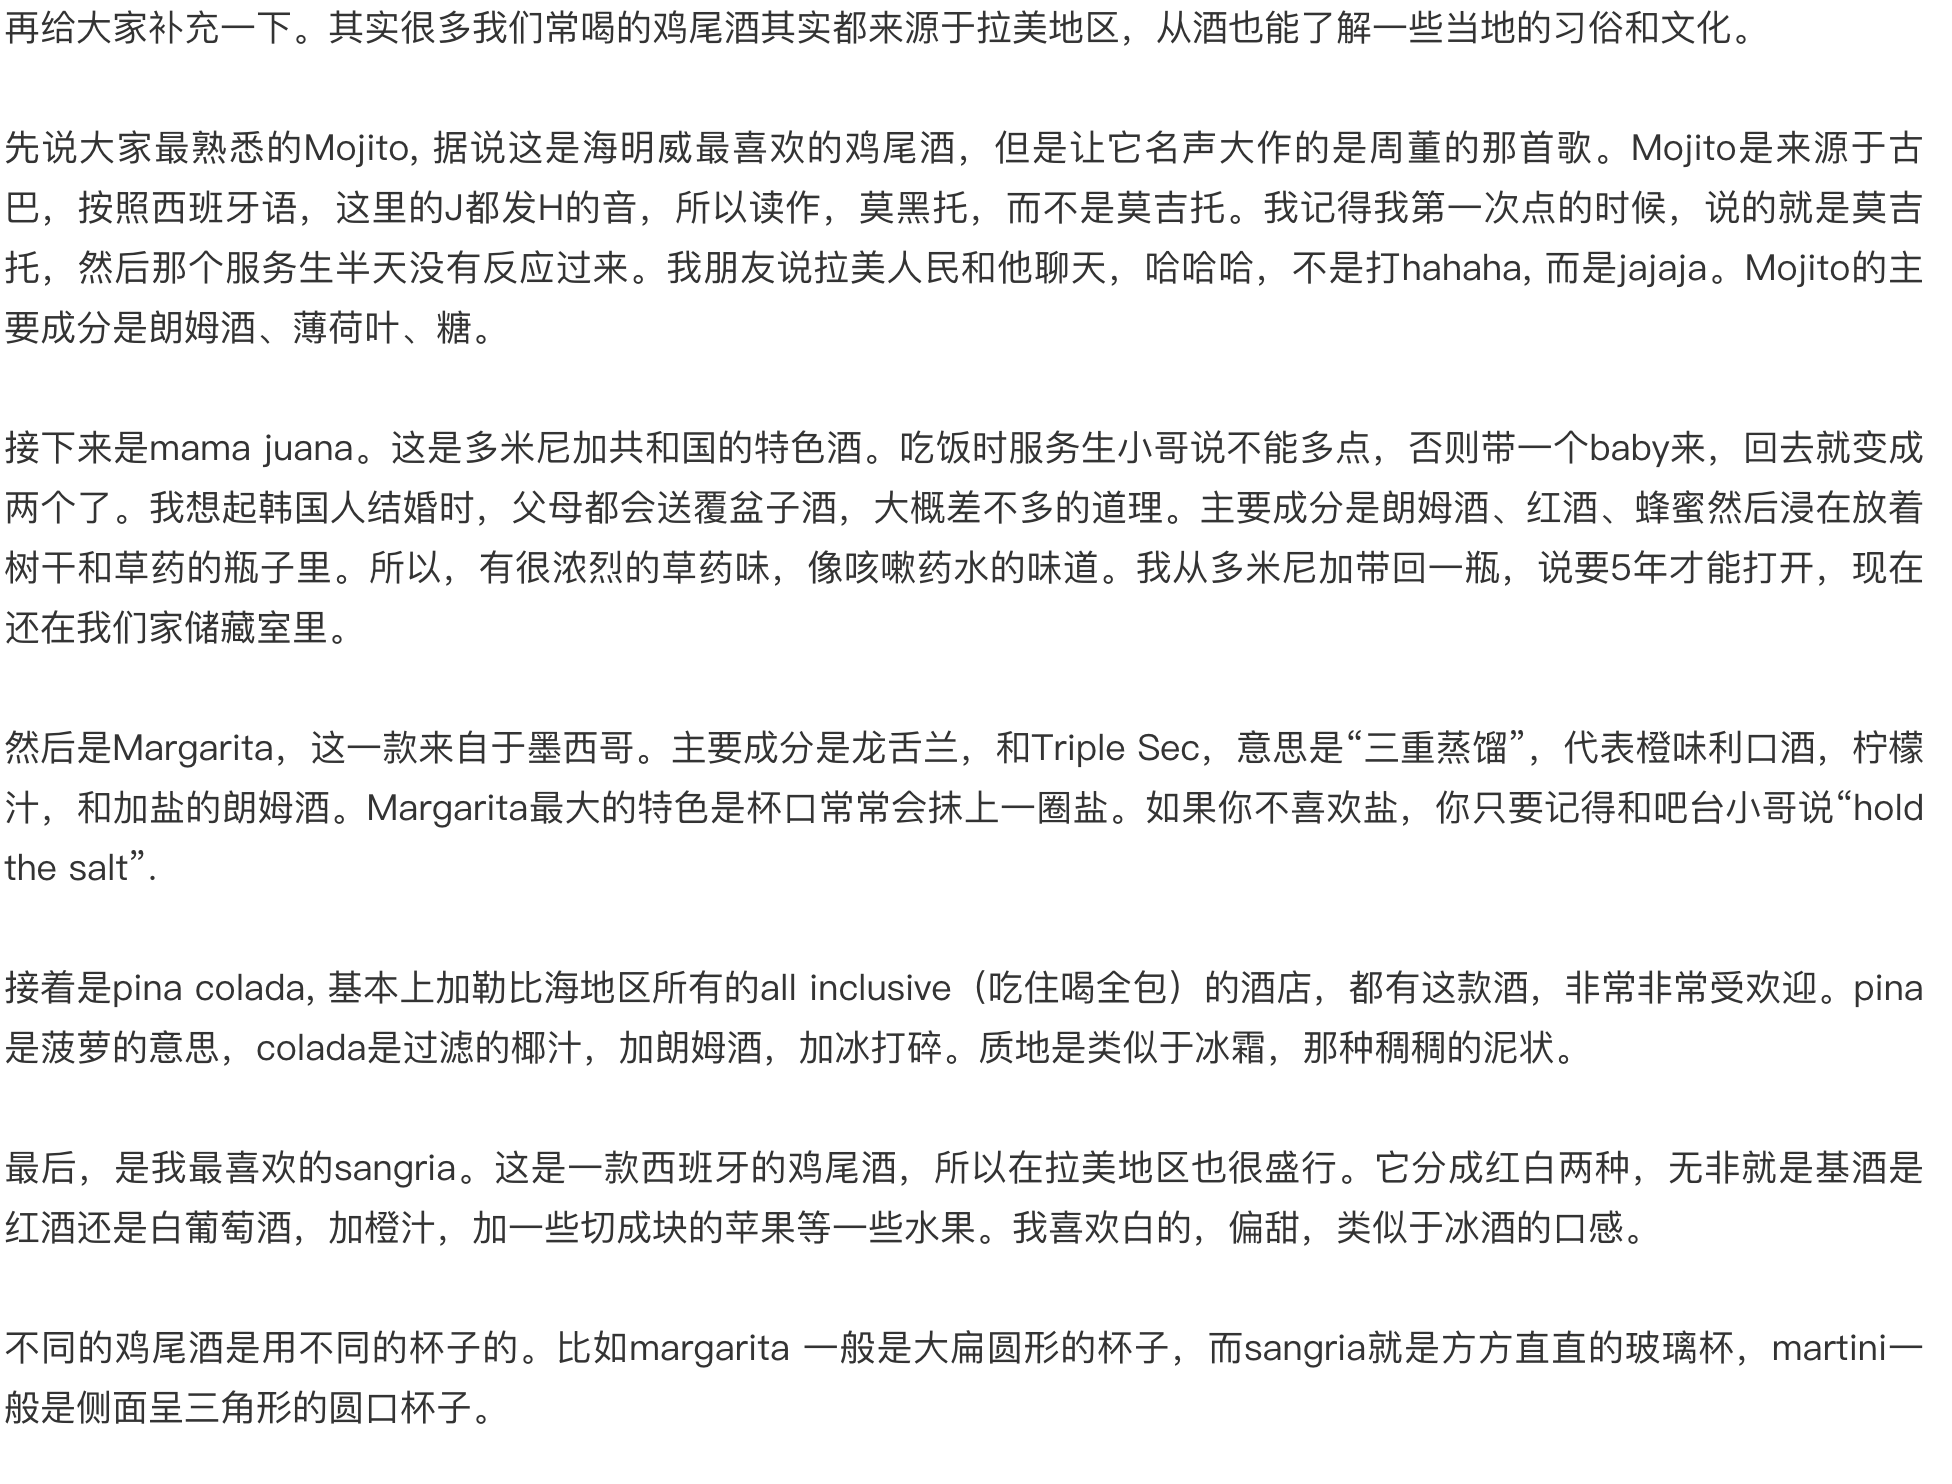 再给大家补充一下。其实很多我们常喝的鸡尾酒其实都来源于拉美地区，从酒也能了解一些当地的习俗和文化。
先说大家最熟悉的Mojito, 据说这是海明威最喜欢的鸡尾酒，但是让它名声大作的是周董的那首歌。Mojito是来源于古
巴，按照西班牙语，这里的J都发H的音，所以读作，莫黑托，而不是莫吉托。我记得我第一次点的时候，说的就是莫吉
托，然后那个服务生半天没有反应过来。我朋友说拉美人民和他聊天，哈哈哈，不是打hahaha, 而是jajaja。Mojito的主
要成分是朗姆酒、薄荷叶、糖。
接下来是mama juana。这是多米尼加共和国的特色酒。吃饭时服务生小哥说不能多点，否则带一个baby来，回去就变成
两个了。我想起韩国人结婚时，父母都会送覆盆子酒，大概差不多的道理。主要成分是朗姆酒、红酒、蜂蜜然后浸在放着
树干和草药的瓶子里。所以，有很浓烈的草药味，像咳嗽药水的味道。我从多米尼加带回一瓶，说要5年才能打开，现在
还在我们家储藏室里。
然后是Margarita，这一款来自于墨西哥。主要成分是龙舌兰，和Triple Sec，意思是“三重蒸馏”，代表橙味利口酒，柠檬
汁，和加盐的朗姆酒。Margarita最大的特色是杯口常常会抹上一圈盐。如果你不喜欢盐，你只要记得和吧台小哥说“hold
the salt”.
接着是pina colada, 基本上加勒比海地区所有的all inclusive（吃住喝全包）的酒店，都有这款酒，非常非常受欢迎。pina
是菠萝的意思，colada是过滤的椰汁，加朗姆酒，加冰打碎。质地是类似于冰霜，那种稠稠的泥状。
最后，是我最喜欢的sangria。这是一款西班牙的鸡尾酒，所以在拉美地区也很盛行。它分成红白两种，无非就是基酒是
红酒还是白葡萄酒，加橙汁，加一些切成块的苹果等一些水果。我喜欢白的，偏甜，类似于冰酒的口感。
不同的鸡尾酒是用不同的杯子的。比如margarita 一般是大扁圆形的杯子，而sangria就是方方直直的玻璃杯，martini一
般是侧面呈三角形的圆口杯子。